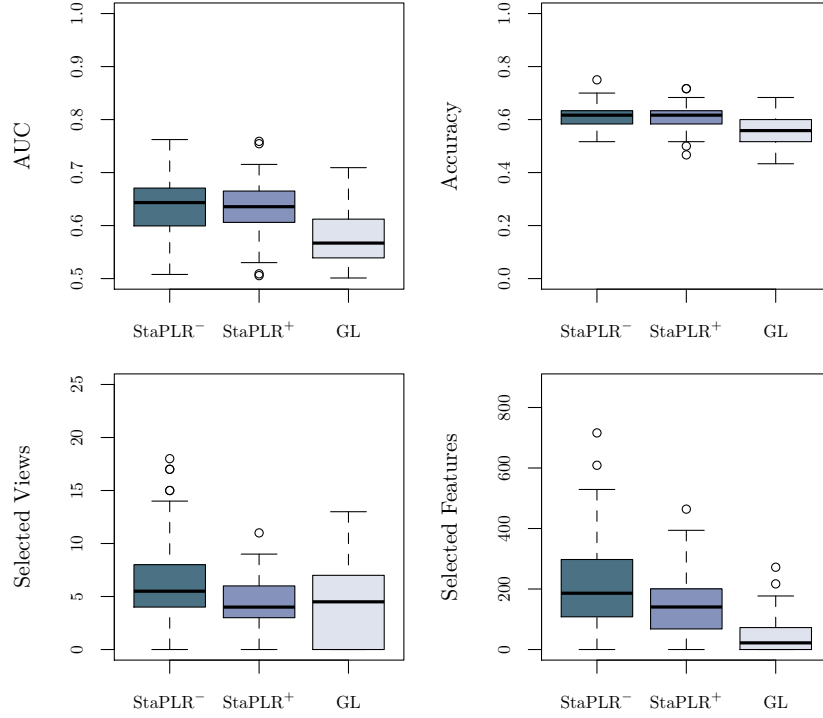 AUC
1.0
0.9
0.8
0.7
0.6
0.5
StaPLR⁻ StaPLR⁺ GL
Accuracy
1.0
0.8
0.6
0.4
0.2
0.0
StaPLR⁻ StaPLR⁺ GL
Selected Views
25
20
15
10
5
0
StaPLR⁻ StaPLR⁺ GL
Selected Features
800
600
400
200
0
StaPLR⁻ StaPLR⁺ GL